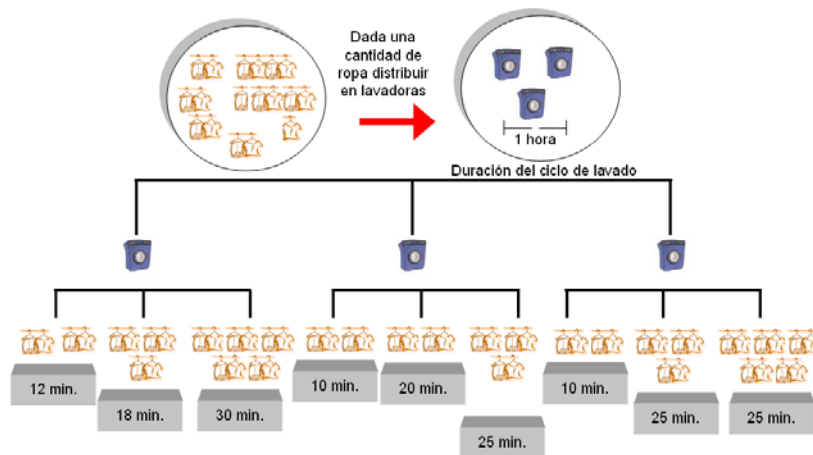 Dada una
cantidad de
ropa distribuir
en lavadoras
1 hora
Duración del ciclo de lavado
12 min.
18 min.
30 min.
10 min.
20 min.
25 min.
10 min.
25 min.
25 min.